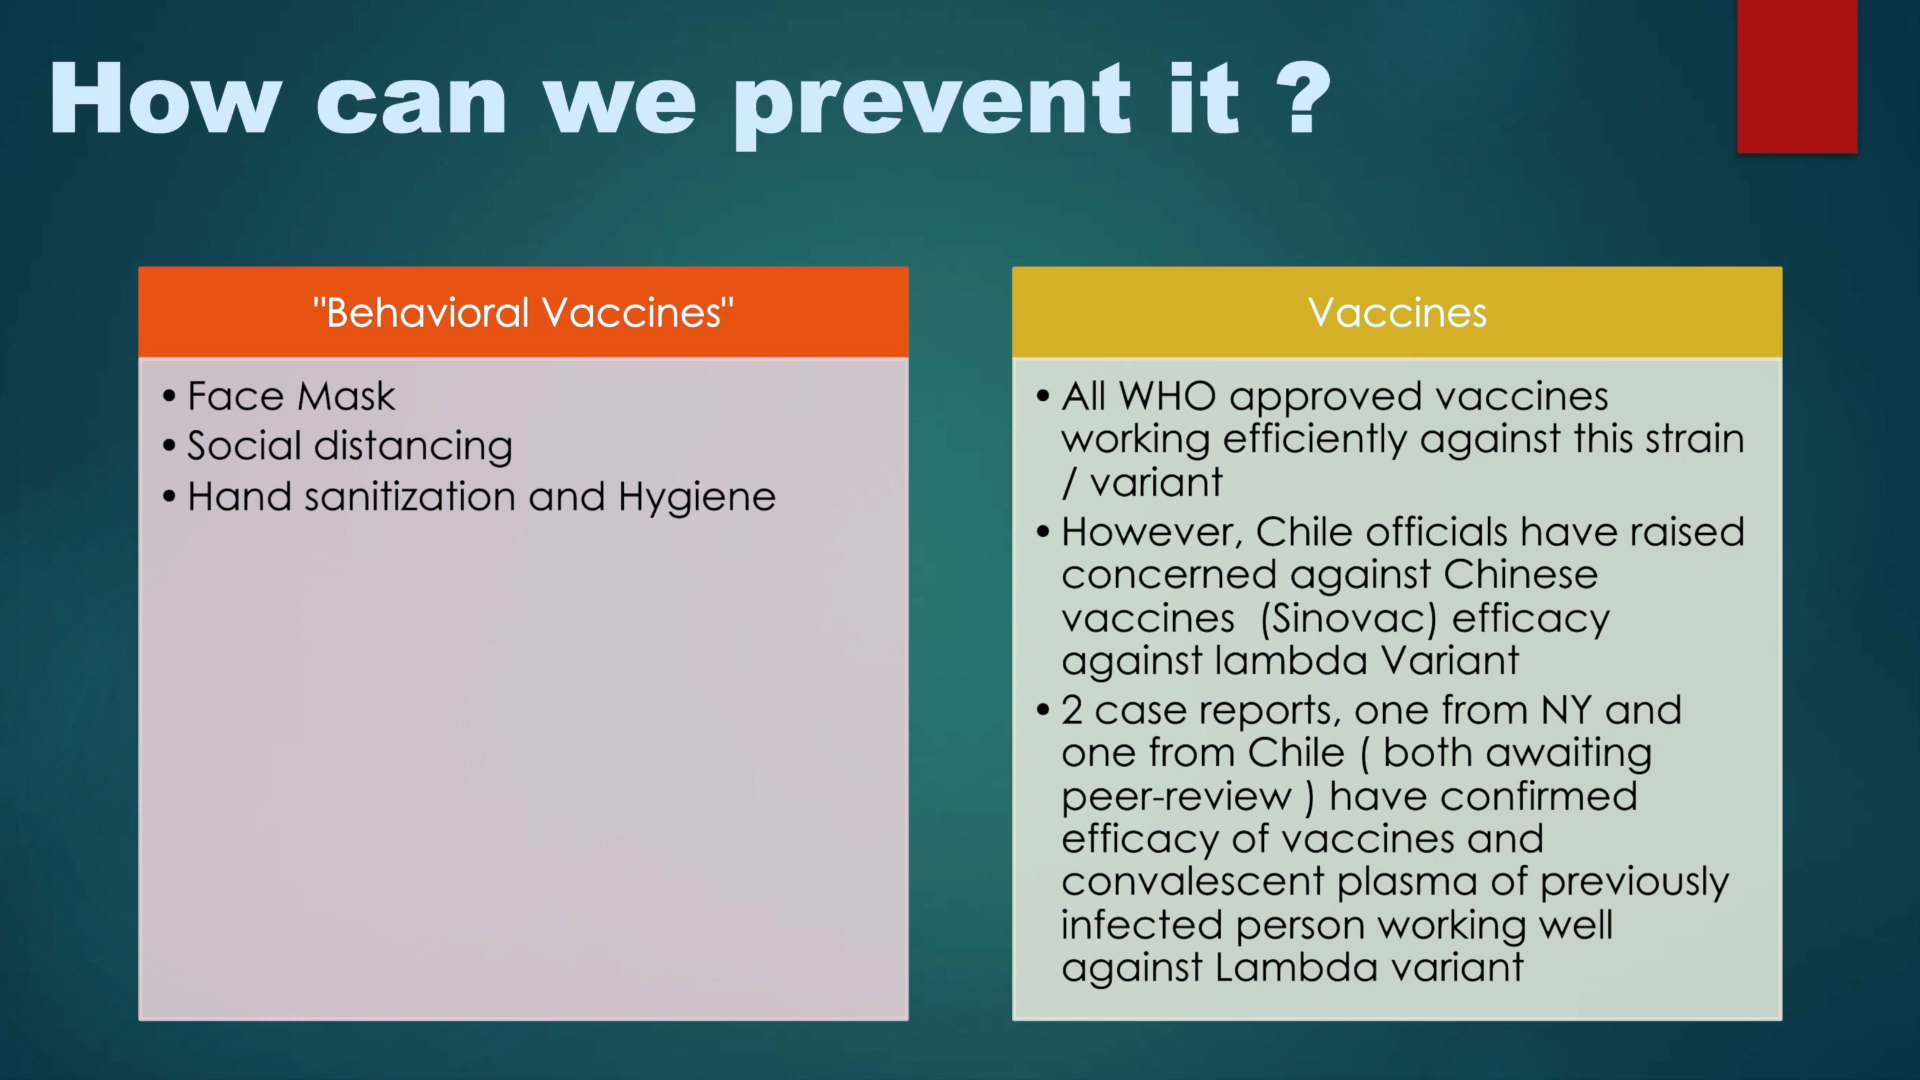 How can we prevent it ?
"Behavioral Vaccines"
• Face Mask
• Social distancing
• Hand sanitization and Hygiene
Vaccines
• All WHO approved vaccines
working efficiently against this strain
/ variant
• However, Chile officials have raised
concerned against Chinese
vaccines  (Sinovac) efficacy
against lambda Variant
• 2 case reports, one from NY and
one from Chile ( both awaiting
peer-review ) have confirmed
efficacy of vaccines and
convalescent plasma of previously
infected person working well
against Lambda variant